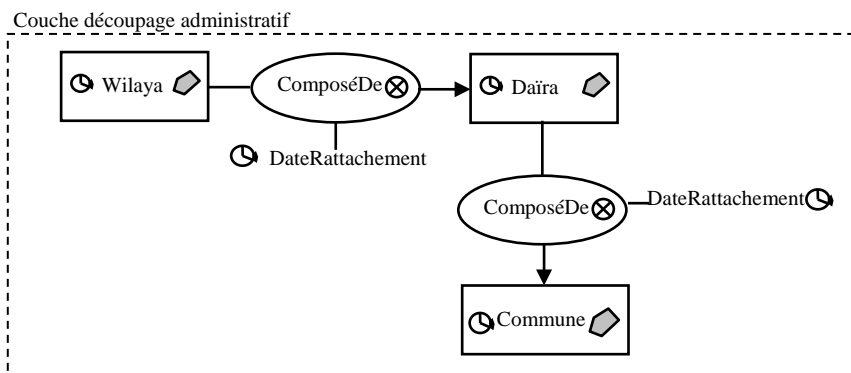 Couche découpage administratif
Wilaya
ComposéDe
Daïra
DateRattachement
ComposéDe
DateRattachement
Commune